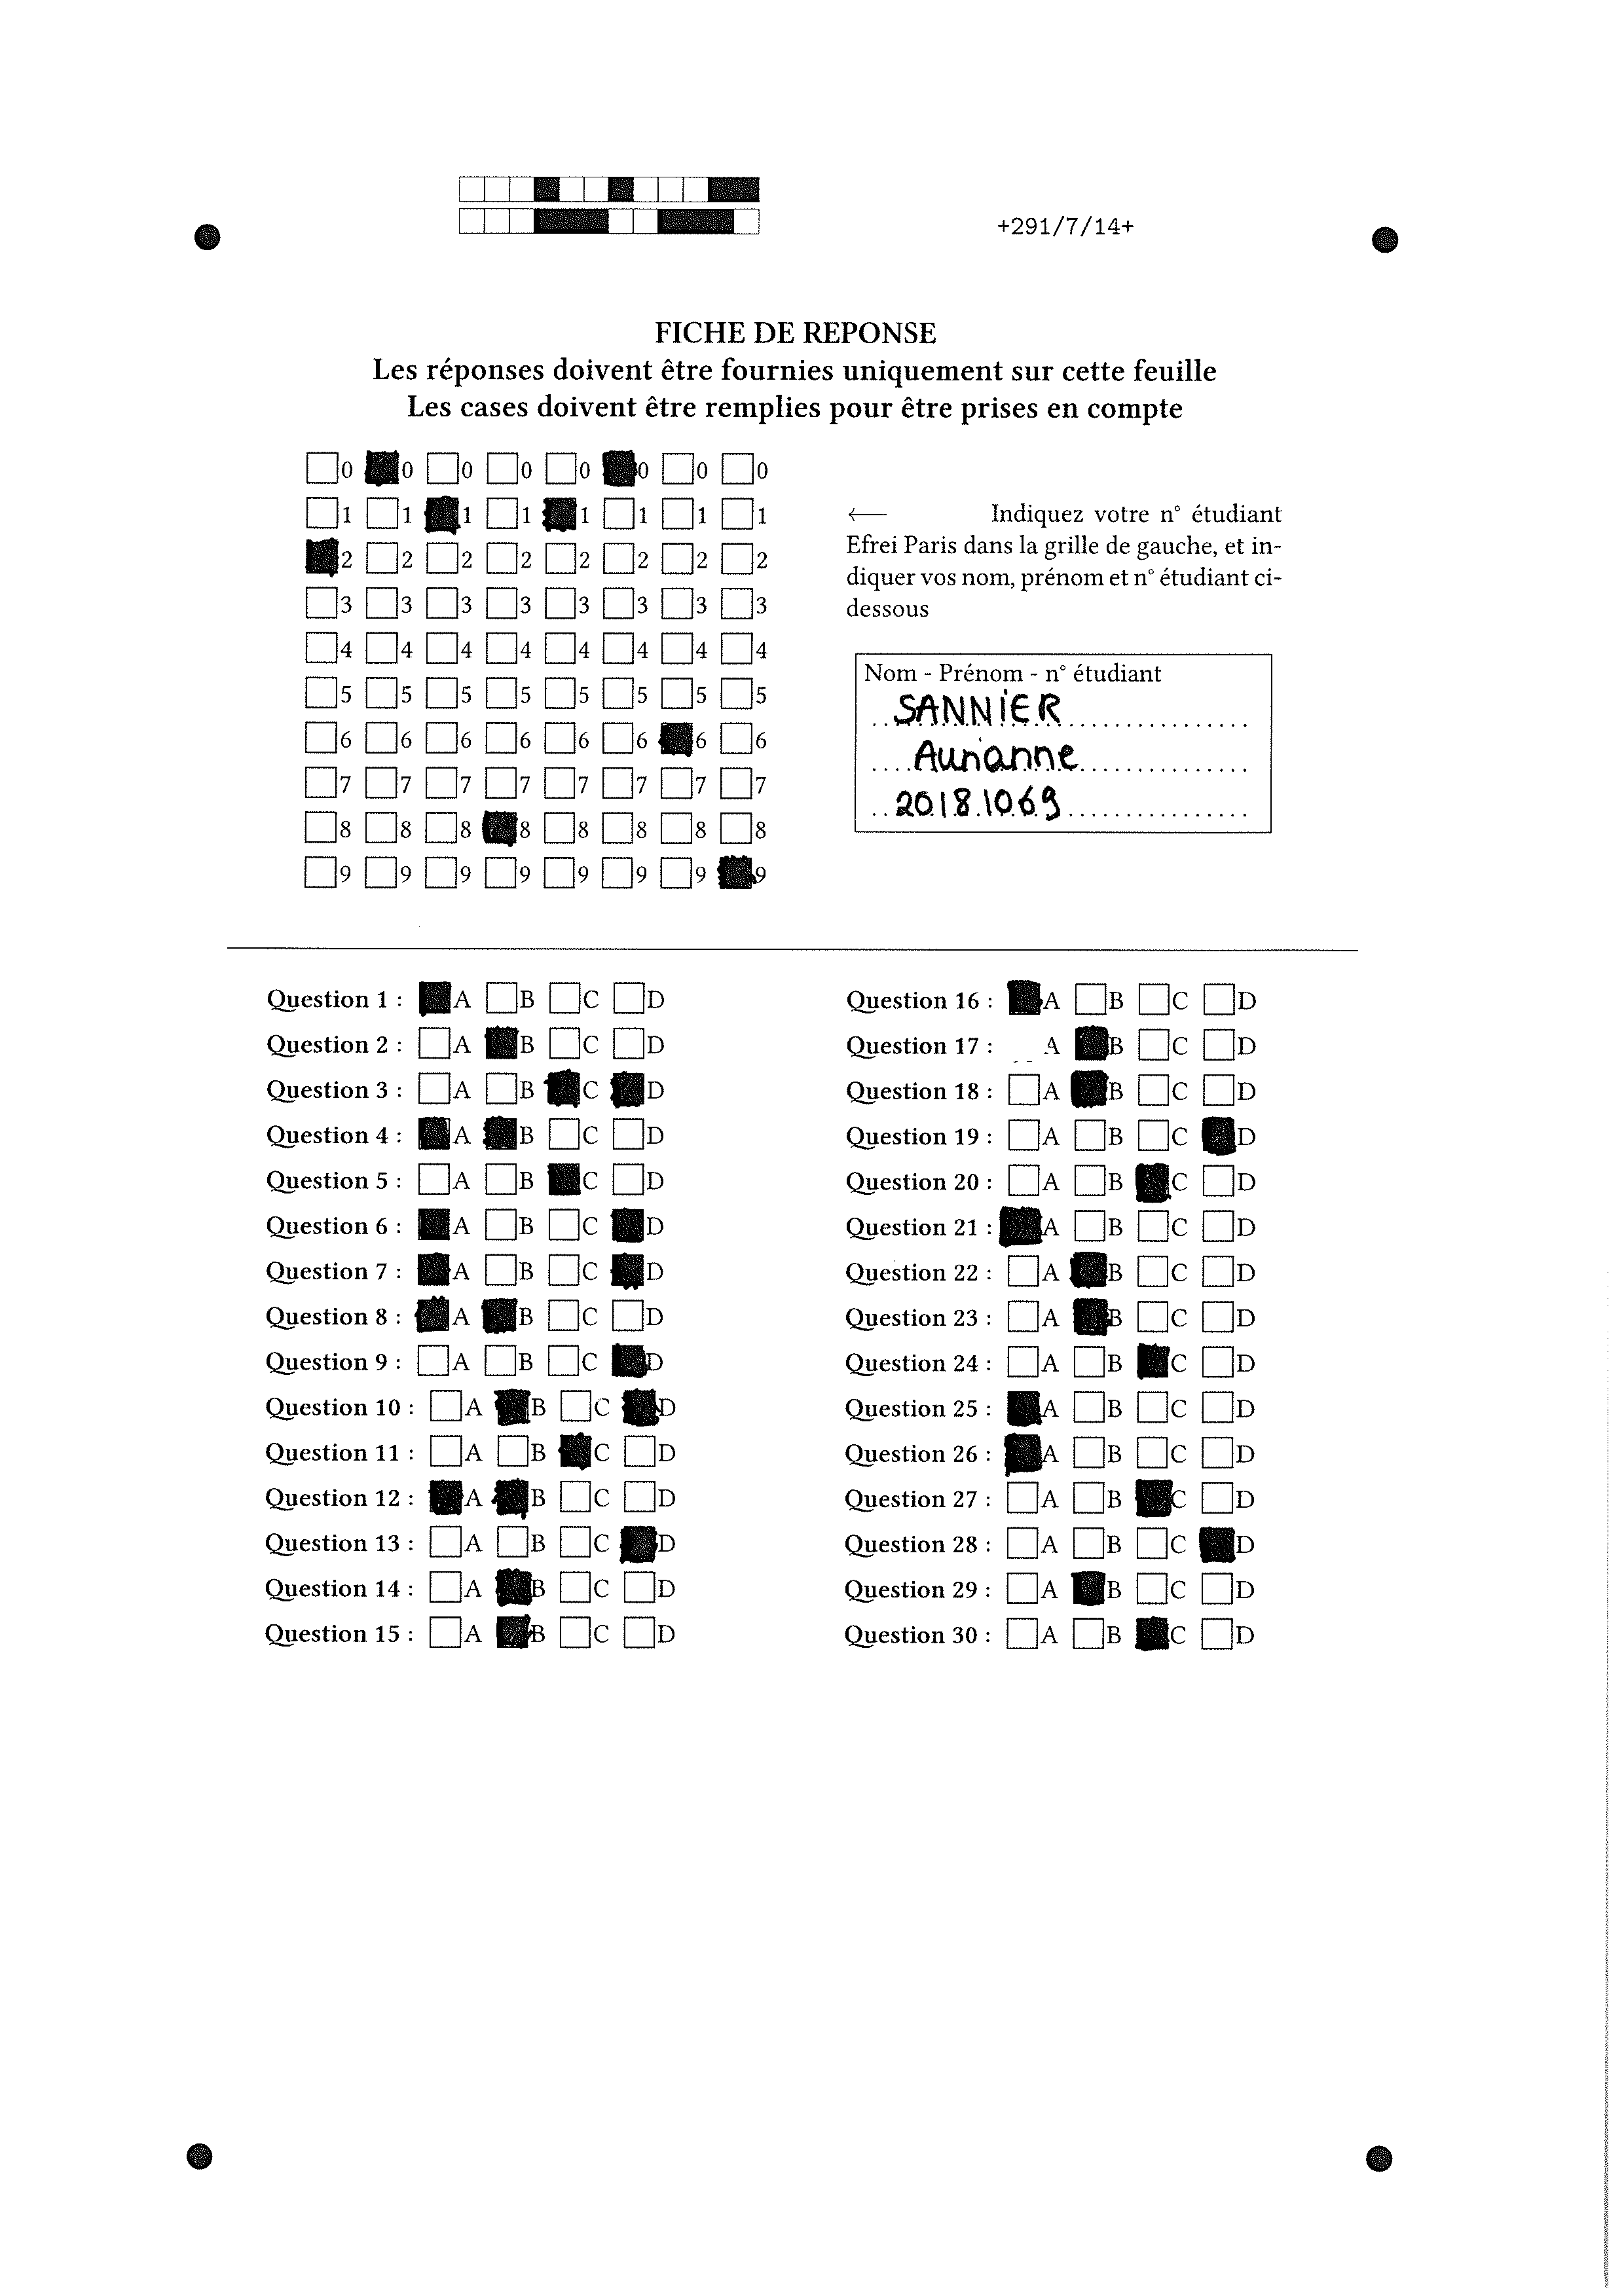 +291/7/14+
FICHE DE REPONSE
Les réponses doivent être fournies uniquement sur cette feuille
Les cases doivent être remplies pour être prises en compte
0 0 0 0 0 0 0 0
1 1 1 1 1 1 1 1
2 2 2 2 2 2 2 2
3 3 3 3 3 3 3 3
4 4 4 4 4 4 4 4
5 5 5 5 5 5 5 5
6 6 6 6 6 6 6 6
7 7 7 7 7 7 7 7
8 8 8 8 8 8 8 8
9 9 9 9 9 9 9 9
← Indiquez votre n° étudiant
Efrei Paris dans la grille de gauche, et in-
diquer vos nom, prénom et n° étudiant ci-
dessous
Nom - Prénom - n° étudiant
SANNIER
Aurianne
20181069
Question 1 : A B C D
Question 2 : A B C D
Question 3 : A B C D
Question 4 : A B C D
Question 5 : A B C D
Question 6 : A B C D
Question 7 : A B C D
Question 8 : A B C D
Question 9 : A B C D
Question 10 : A B C D
Question 11 : A B C D
Question 12 : A B C D
Question 13 : A B C D
Question 14 : A B C D
Question 15 : A B C D
Question 16 : A B C D
Question 17 : A B C D
Question 18 : A B C D
Question 19 : A B C D
Question 20 : A B C D
Question 21 : A B C D
Question 22 : A B C D
Question 23 : A B C D
Question 24 : A B C D
Question 25 : A B C D
Question 26 : A B C D
Question 27 : A B C D
Question 28 : A B C D
Question 29 : A B C D
Question 30 : A B C D